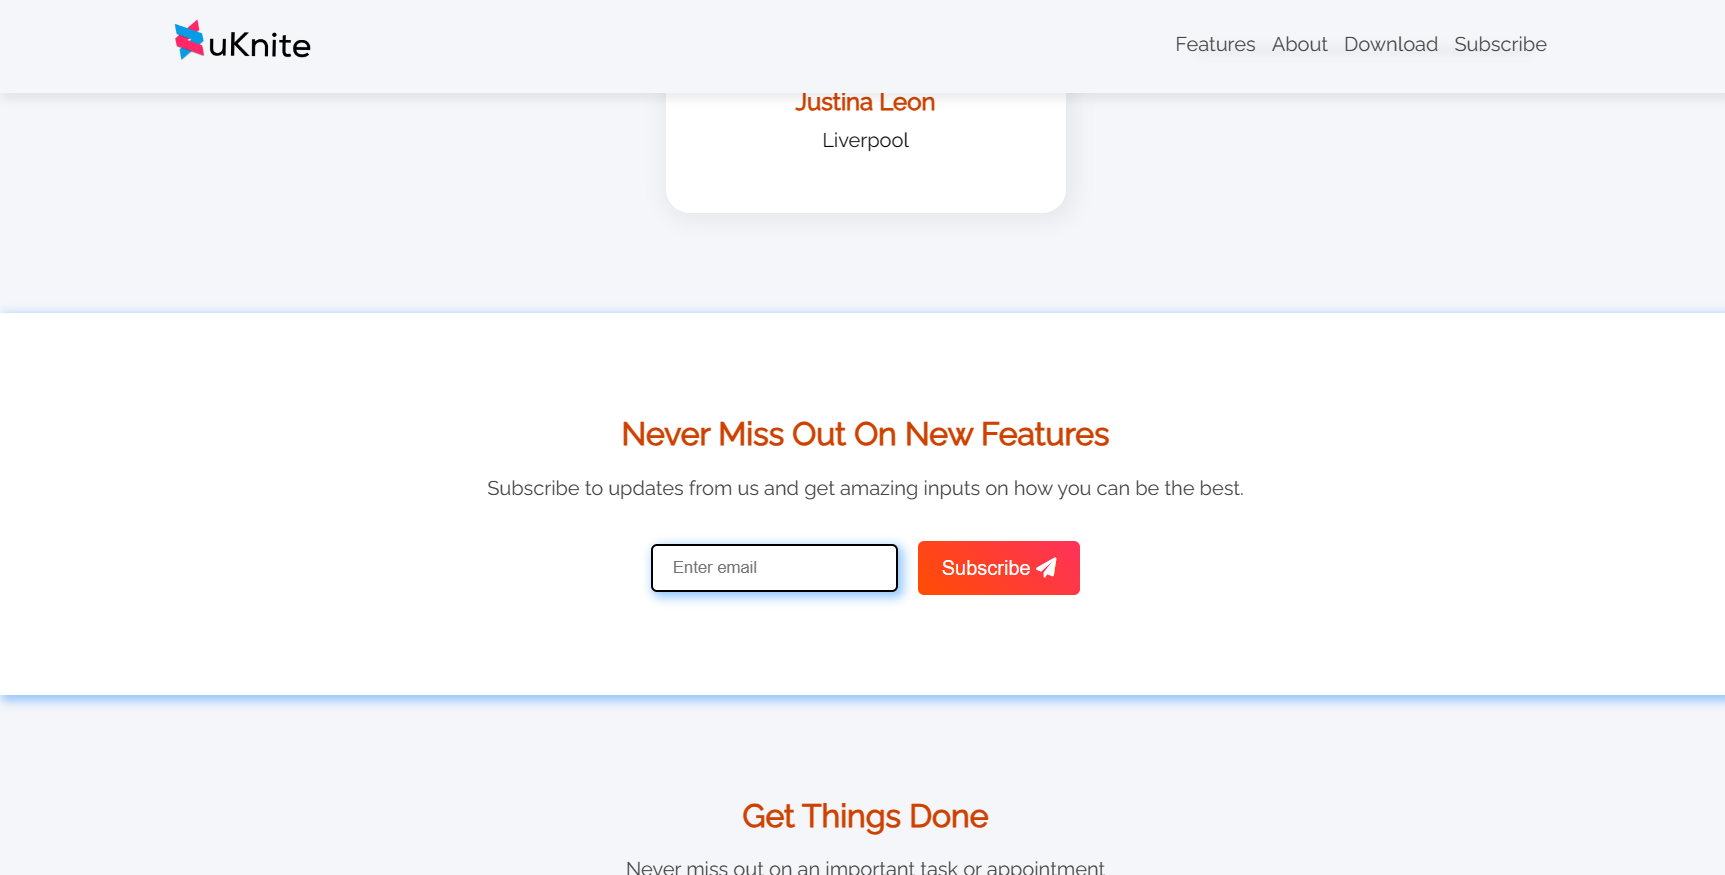 uKnite
Features About Download Subscribe
Justina Leon
Liverpool
Never Miss Out On New Features
Subscribe to updates from us and get amazing inputs on how you can be the best.
Enter email
Subscribe
Get Things Done
Never miss out on an important task or appointment